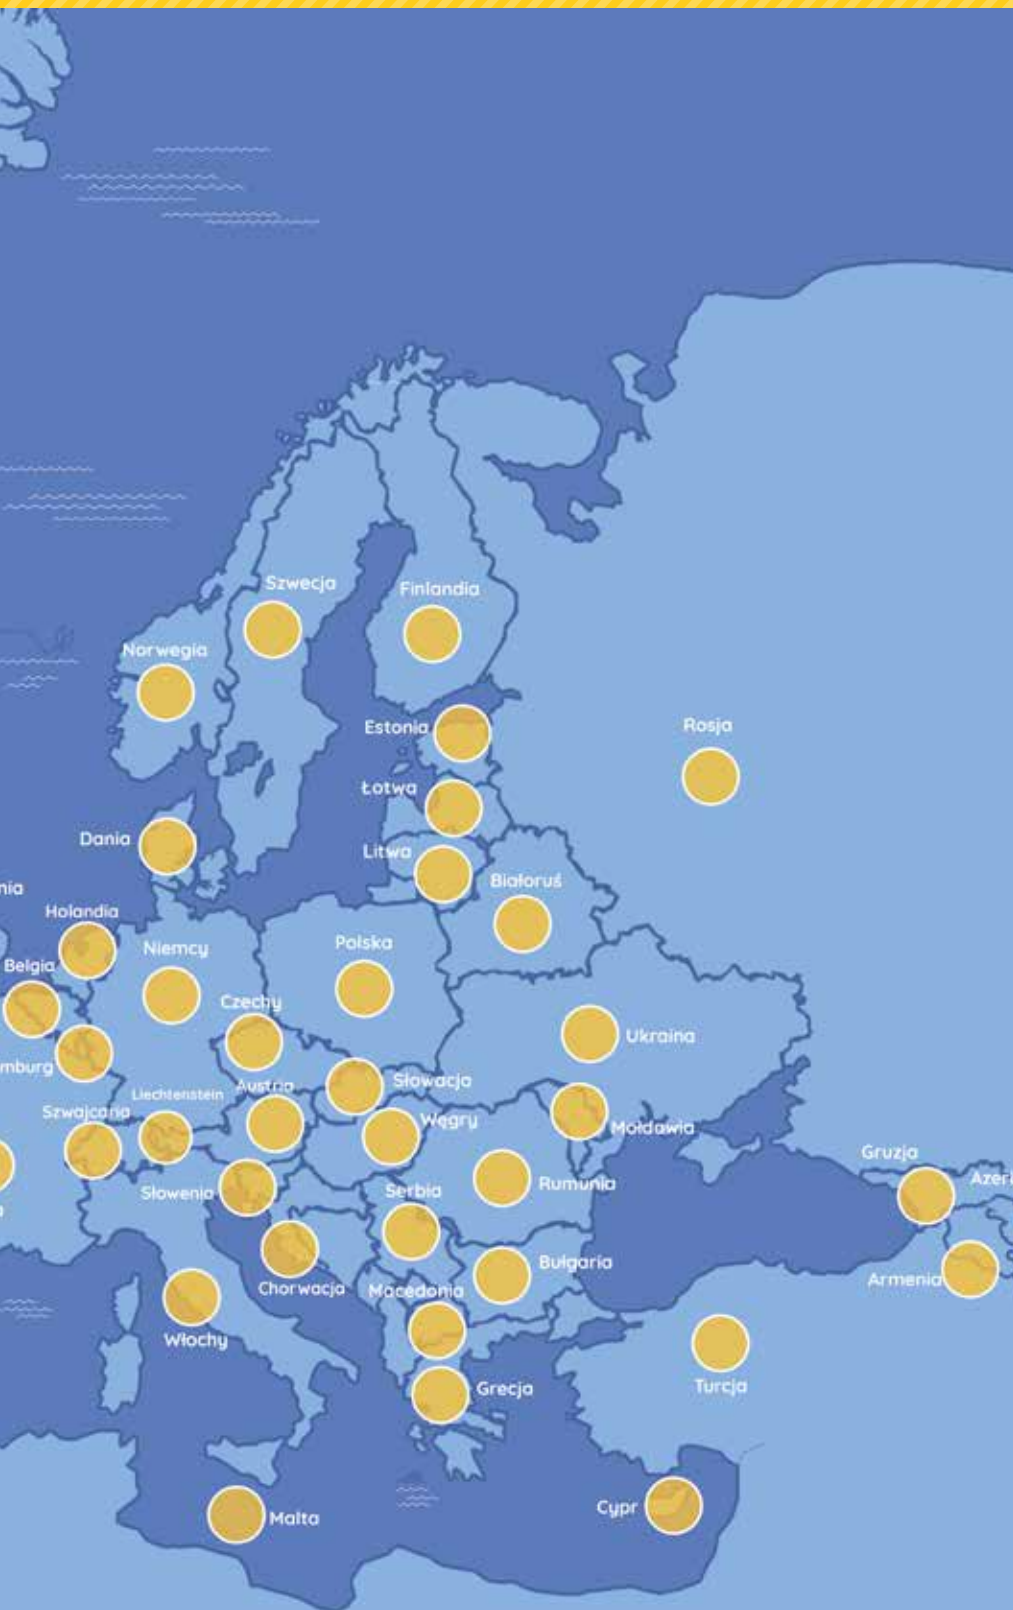 Szwecja
Finlandia
Norwegia
Estonia
Rosja
Łotwa
Dania
Litwa
Białoruś
nia
Holandia
Polska
Niemcy
Belgia
Czechy
Ukraina
mburg
Słowacja
Austria
Liechtenstein
Szwajcaria
Węgry
Mołdawia
Gruzja
Azer
Rumunia
Serbia
Słowenia
Bułgaria
Armenia
Chorwacja
Macedonia
Włochy
Turcja
Grecja
Cypr
Malta